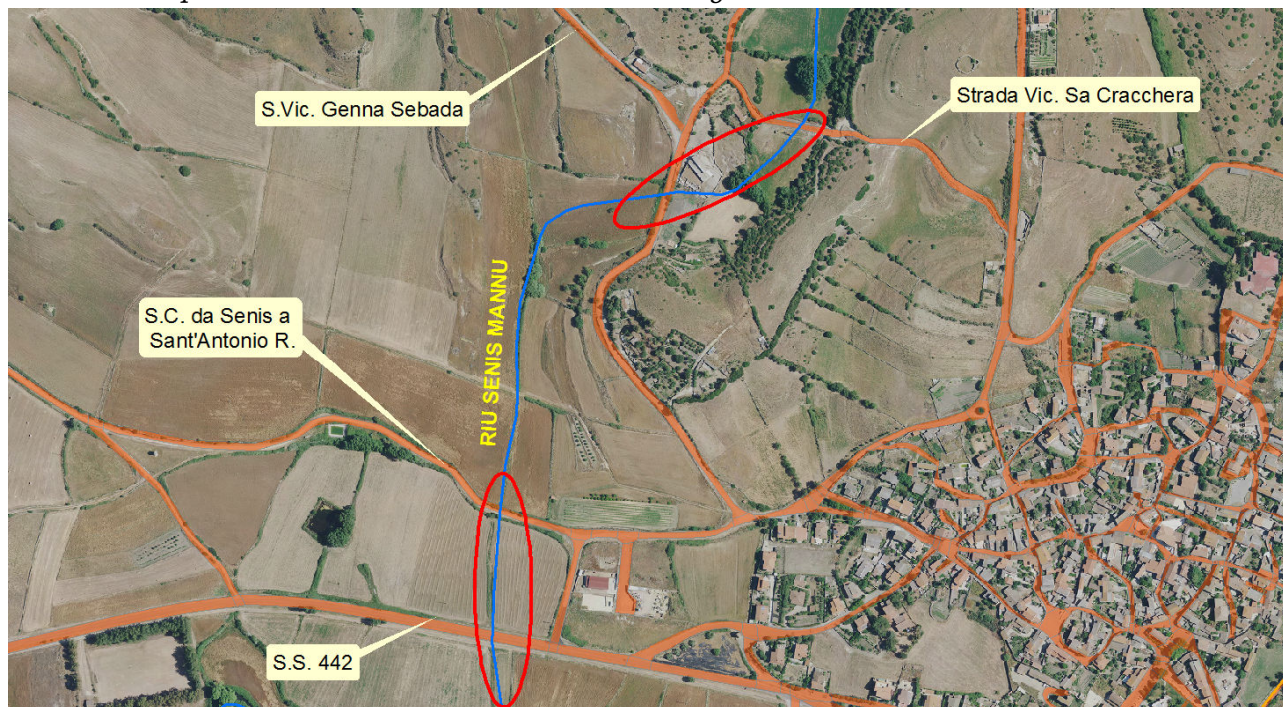 S.Vic. Genna Sebada
Strada Vic. Sa Cracchera
RIU SENIS MANNU
S.C. da Senis a
Sant'Antonio R.
S.S. 442